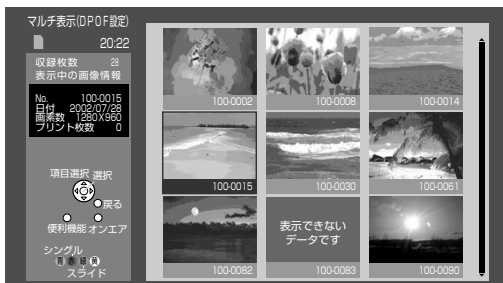 マルチ表示(DPOF設定)
20:22
収録枚数 28
表示中の画像情報
No. 100-0015
日付 2002/07/28
画素数 1280X960
プリント枚数 0
項目選択 選択
戻る
便利機能 オンエア
シングル
青 赤 緑 黄
スライド
100-0002 100-0008 100-0014
100-0015 100-0030 100-0061
表示できない
データです
100-0082 100-0083 100-0090